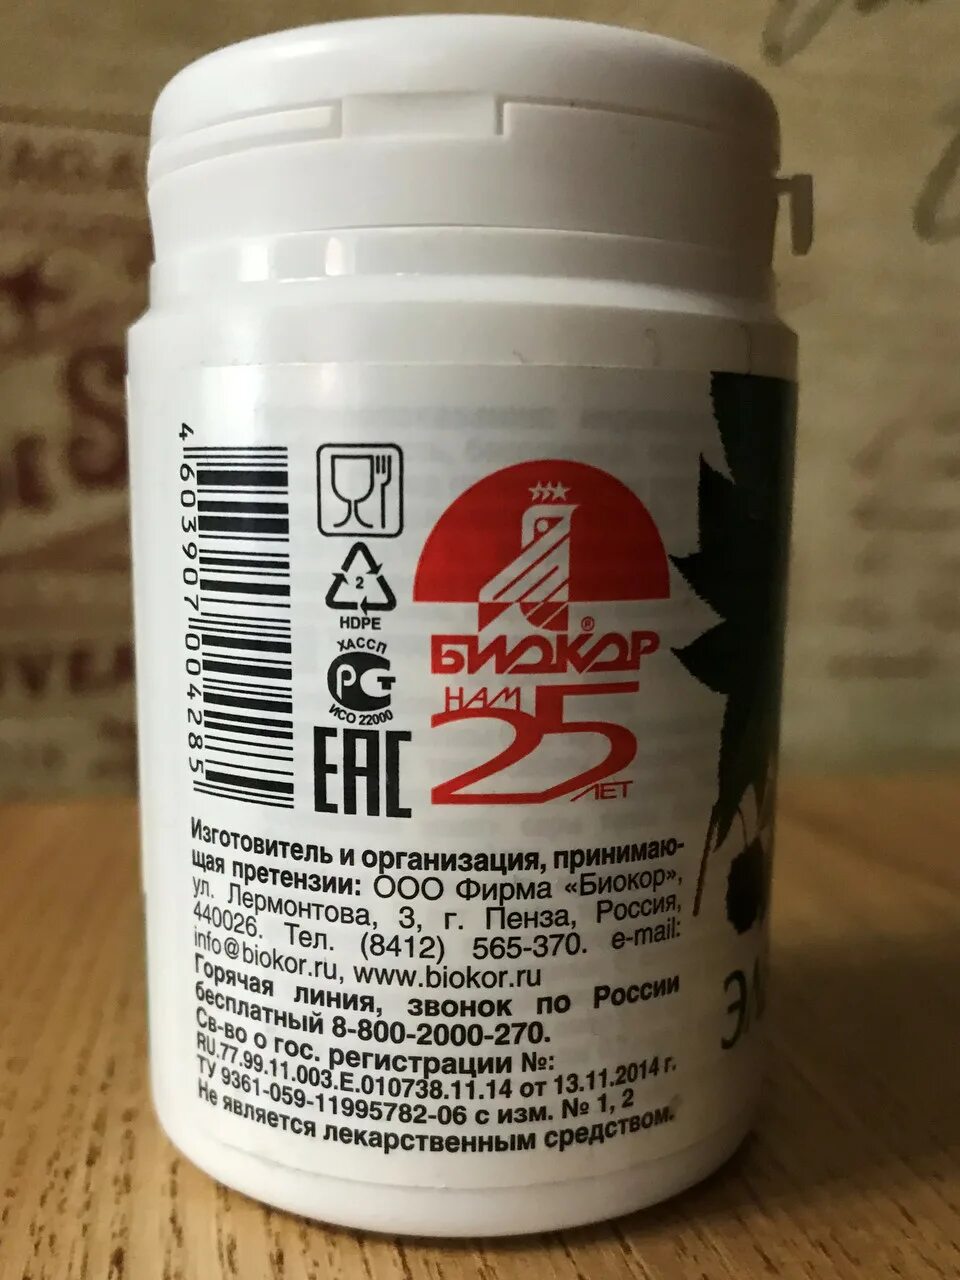 4603907004285
2
HDPE
ХАССП
РСТ
ИСО 22000
ЕАС
БИОКОР®
НАМ
25
ЛЕТ
Изготовитель и организация, принимаю-
щая претензии: ООО Фирма «Биокор»,
ул. Лермонтова, 3, г. Пенза, Россия,
440026. Тел. (8412) 565-370. e-mail:
info@biokor.ru, www.biokor.ru
Горячая линия, звонок по России
бесплатный 8-800-2000-270.
Св-во о гос. регистрации №:
RU.77.99.11.003.Е.010738.11.14 от 13.11.2014 г.
ТУ 9361-059-11995782-06 с изм. № 1, 2
Не является лекарственным средством.